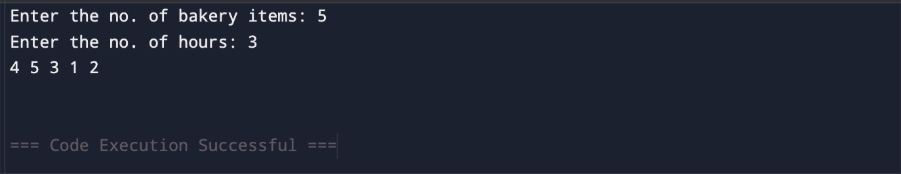 Enter the no. of bakery items: 5
Enter the no. of hours: 3
4 5 3 1 2
=== Code Execution Successful ===